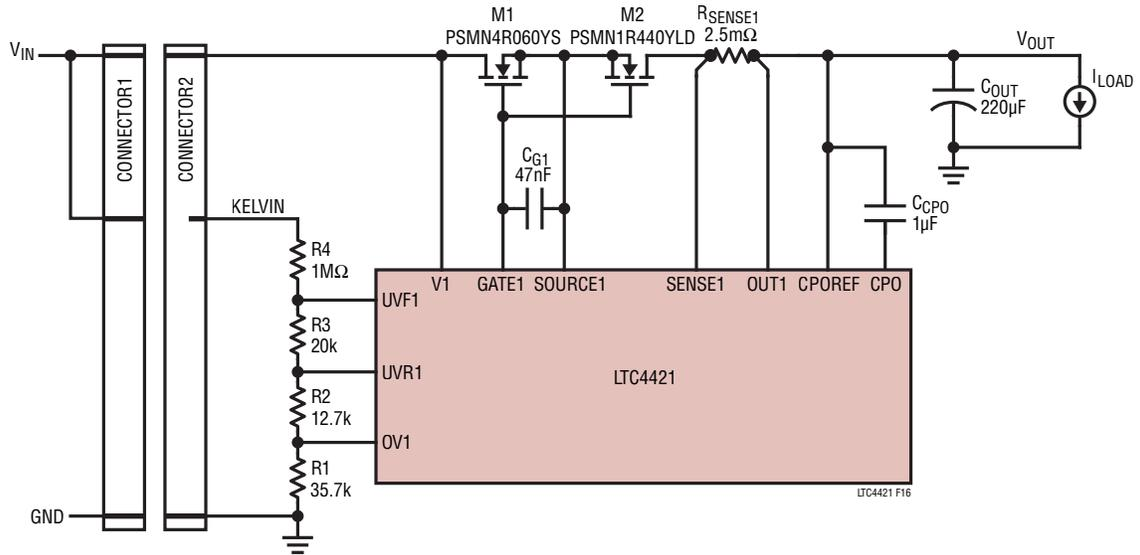 M1
PSMN4R060YS
M2
PSMN1R440YLD
RSENSE1
2.5mΩ
VIN
VOUT
ILOAD
COUT
220µF
CONNECTOR1
CONNECTOR2
CG1
47nF
CCPO
1µF
KELVIN
R4
1MΩ
V1
GATE1
SOURCE1
SENSE1
OUT1
CPOREF
CPO
UVF1
R3
20k
UVR1
LTC4421
R2
12.7k
OV1
R1
35.7k
LTC4421 F16
GND